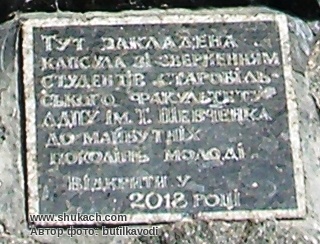 ТУТ ЗАКЛАДЕНА
КАПСУЛА ЗІ ЗВЕРНЕННЯМ
СТУДЕНТІВ СТАРОБІЛЬ-
СЬКОГО ФАКУЛЬТЕТУ
ЛДПУ ІМ. Т. ШЕВЧЕНКА
ДО МАЙБУТНІХ
ПОКОЛІНЬ МОЛОДІ.
ВІДКРИТИ У
2018 РОЦІ
www.shukach.com
Автор фото: butilkavodi